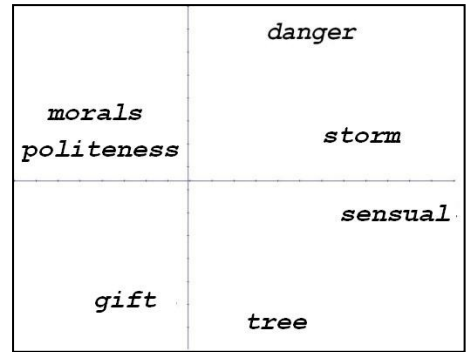 danger
morals
storm
politeness
sensual
gift
tree